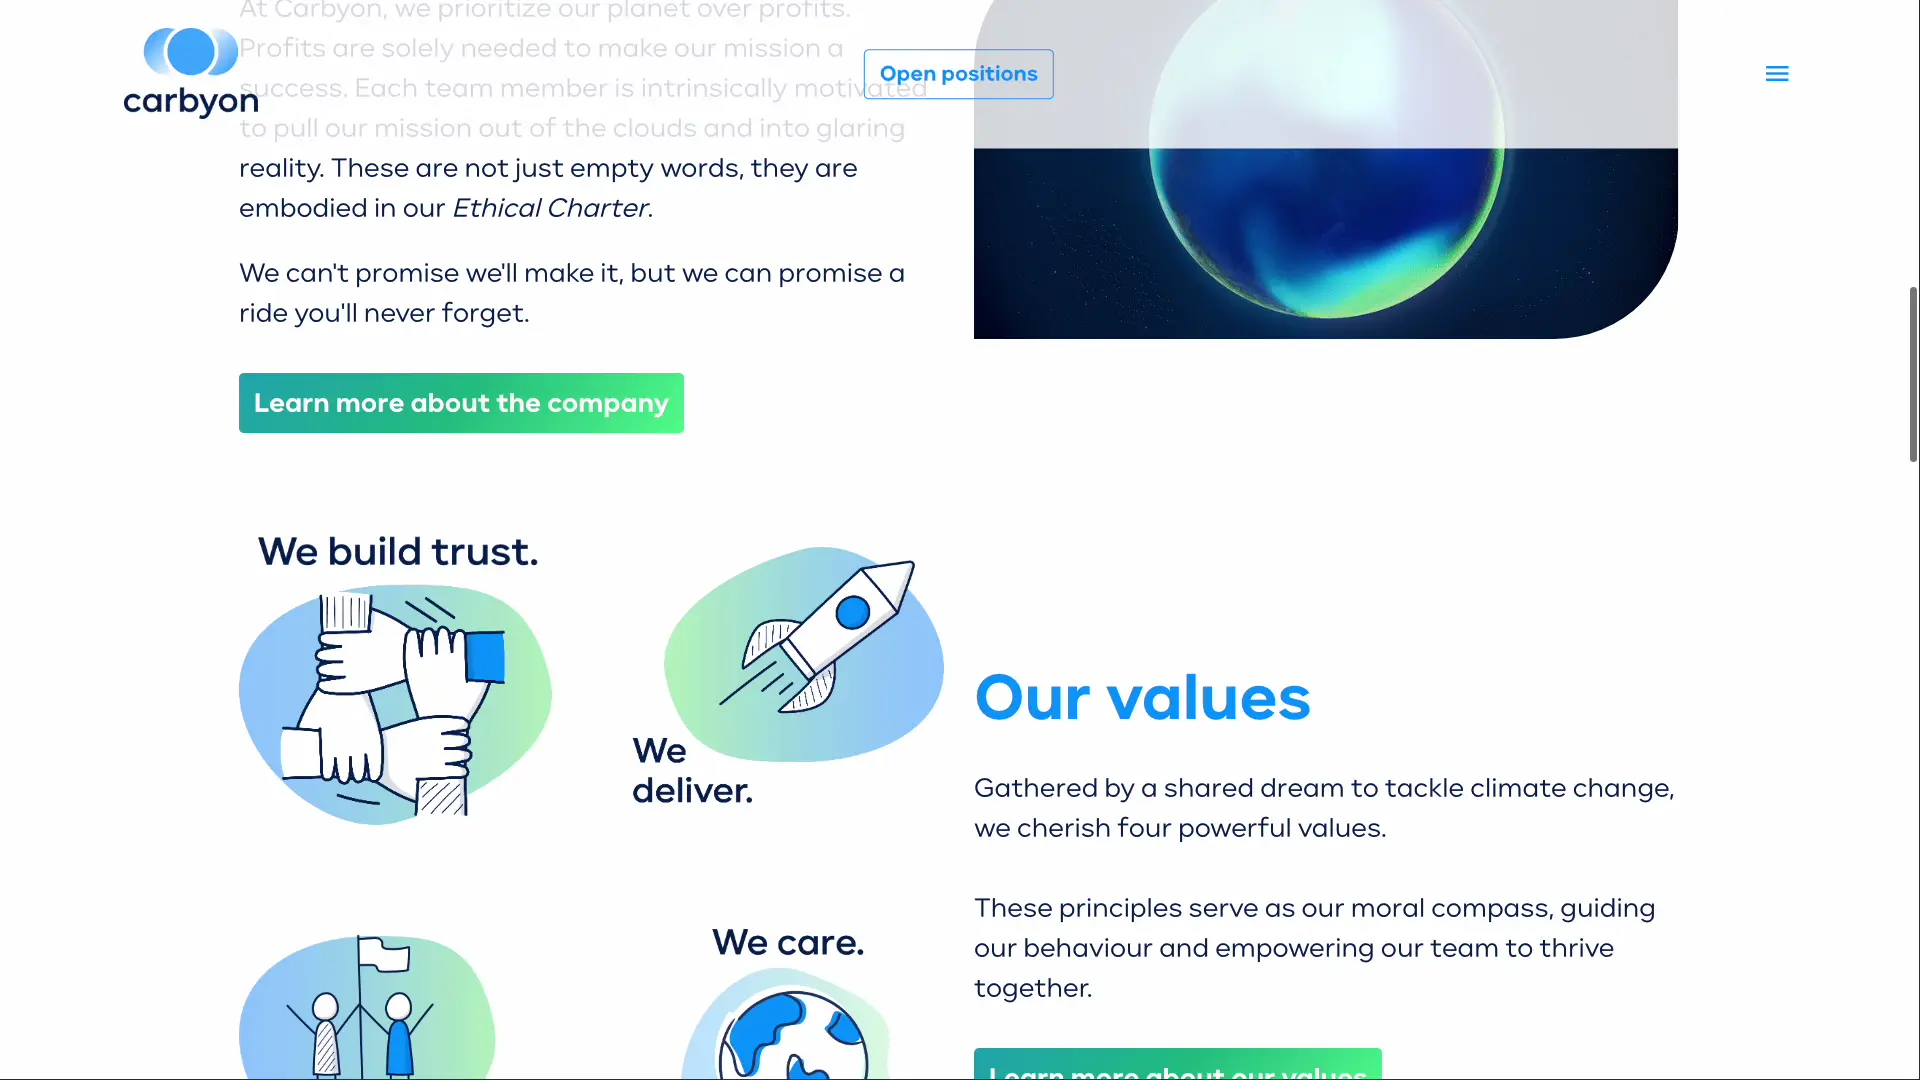 At Carbyon, we prioritize our planet over profits.
Profits are solely needed to make our mission a
success. Each team member is intrinsically motivated
to pull our mission out of the clouds and into glaring
reality. These are not just empty words, they are
embodied in our Ethical Charter.
We can't promise we'll make it, but we can promise a
ride you'll never forget.
Learn more about the company
carbyon
Open positions
We build trust.
We
deliver.
We care.
Our values
Gathered by a shared dream to tackle climate change,
we cherish four powerful values.
These principles serve as our moral compass, guiding
our behaviour and empowering our team to thrive
together.
Learn more about our values